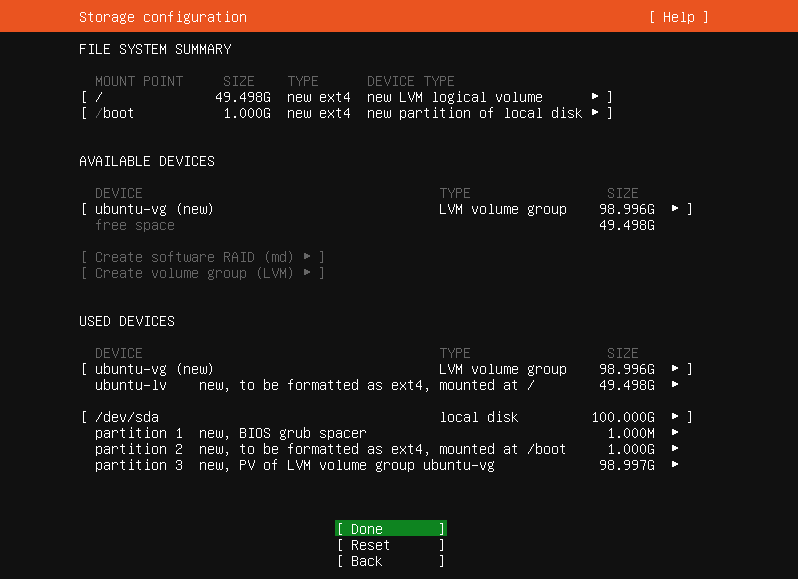 Storage configuration [ Help ]
FILE SYSTEM SUMMARY
MOUNT POINT SIZE TYPE DEVICE TYPE
[ / 49.498G new ext4 new LVM logical volume ▸ ]
[ /boot 1.000G new ext4 new partition of local disk ▸ ]
AVAILABLE DEVICES
DEVICE TYPE SIZE
[ ubuntu-vg (new) LVM volume group 98.996G ▸ ]
free space 49.498G
[ Create software RAID (md) ▸ ]
[ Create volume group (LVM) ▸ ]
USED DEVICES
DEVICE TYPE SIZE
[ ubuntu-vg (new) LVM volume group 98.996G ▸ ]
ubuntu-lv new, to be formatted as ext4, mounted at / 49.498G ▸
[ /dev/sda local disk 100.000G ▸ ]
partition 1 new, BIOS grub spacer 1.000M ▸
partition 2 new, to be formatted as ext4, mounted at /boot 1.000G ▸
partition 3 new, PV of LVM volume group ubuntu-vg 98.997G ▸
[ Done ]
[ Reset ]
[ Back ]